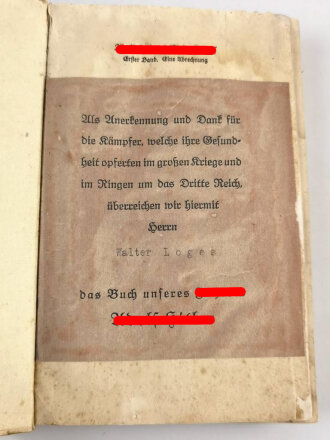 Erster Band. Eine Abrechnung
Als Anerkennung und Dank für
die Kämpfer, welche ihre Gesund-
heit opferten im großen Kriege und
im Ringen um das Dritte Reich,
überreichen wir hiermit
Herrn
Walter Loges
das Buch unseres